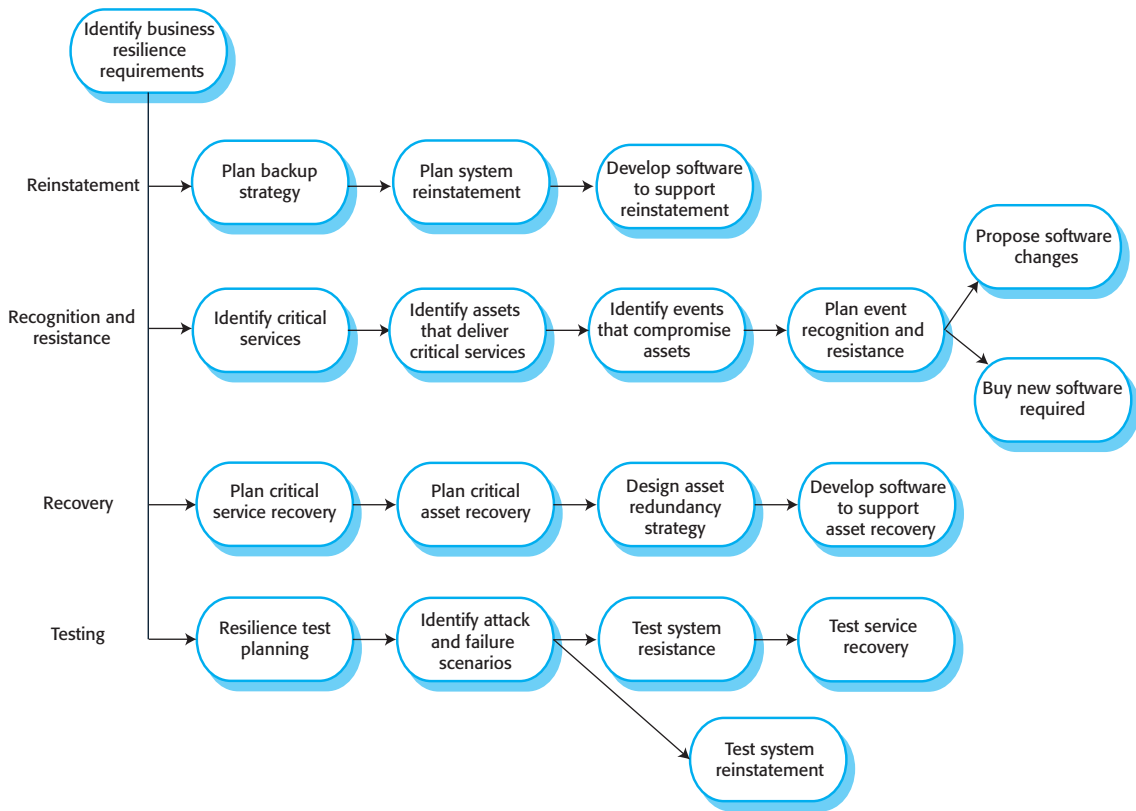 Identify business
resilience
requirements
Reinstatement
Plan backup
strategy
Plan system
reinstatement
Develop software
to support
reinstatement
Recognition and
resistance
Identify critical
services
Identify assets
that deliver
critical services
Identify events
that compromise
assets
Plan event
recognition and
resistance
Propose software
changes
Buy new software
required
Recovery
Plan critical
service recovery
Plan critical
asset recovery
Design asset
redundancy
strategy
Develop software
to support
asset recovery
Testing
Resilience test
planning
Identify attack
and failure
scenarios
Test system
resistance
Test service
recovery
Test system
reinstatement